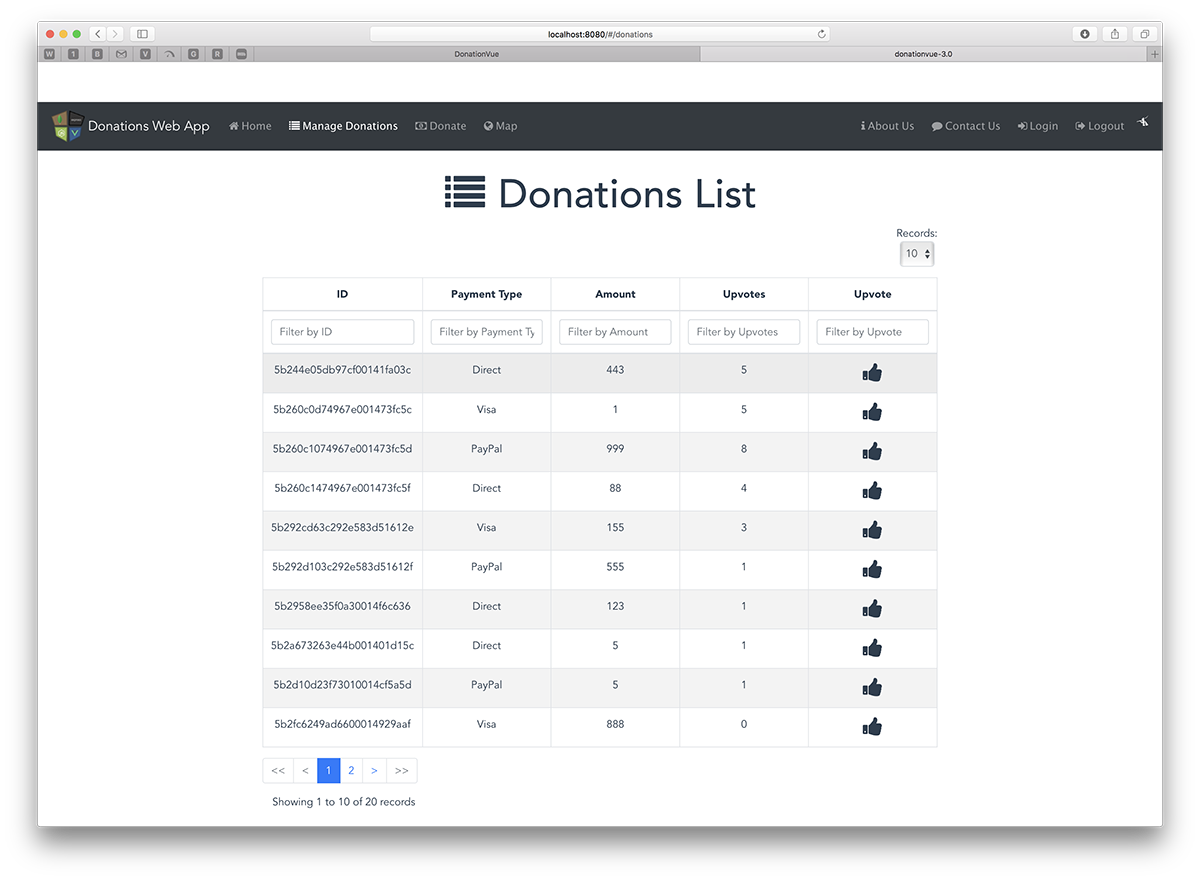 localhost:8080/#/donations
W 1 B V G R DonationVue donationvue-3.0 +
Donations Web App Home Manage Donations Donate Map About Us Contact Us Login Logout
Donations List
Records:
10
ID Payment Type Amount Upvotes Upvote
Filter by ID Filter by Payment Ty Filter by Amount Filter by Upvotes Filter by Upvote
5b244e05db97cf00141fa03c Direct 443 5
5b260c0d74967e001473fc5c Visa 1 5
5b260c1074967e001473fc5d PayPal 999 8
5b260c1474967e001473fc5f Direct 88 4
5b292cd63c292e583d51612e Visa 155 3
5b292d103c292e583d51612f PayPal 555 1
5b2958ee35f0a30014f6c636 Direct 123 1
5b2a673263e44b001401d15c Direct 5 1
5b2d10d23f73010014cf5a5d PayPal 5 1
5b2fc6249ad6600014929aaf Visa 888 0
<< < 1 2 > >>
Showing 1 to 10 of 20 records